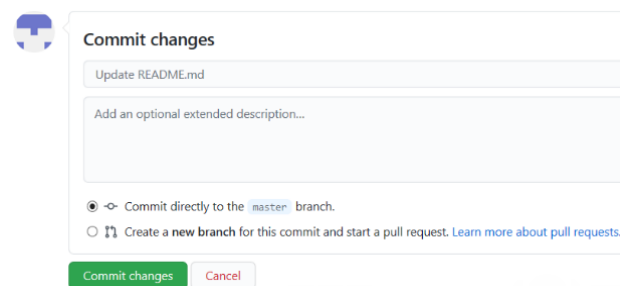 Commit changes
Update README.md
Add an optional extended description...
Commit directly to the master branch.
Create a new branch for this commit and start a pull request. Learn more about pull requests.
Commit changes Cancel